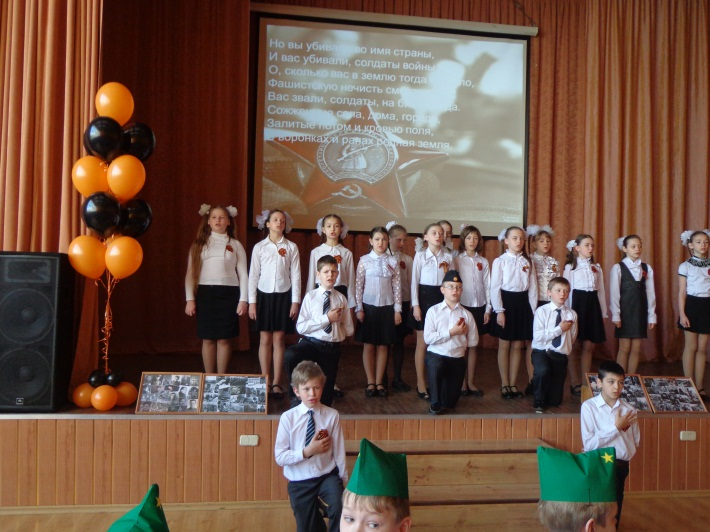 Но вы убивали во имя страны,
И вас убивали, солдаты войны
О, сколько вас в землю тогда
Фашистскую нечисть
Вас звали, солдаты, на
Сожженные села, дома, города
Залитые потом и кровью поля,
В воронках и ранах родная земля